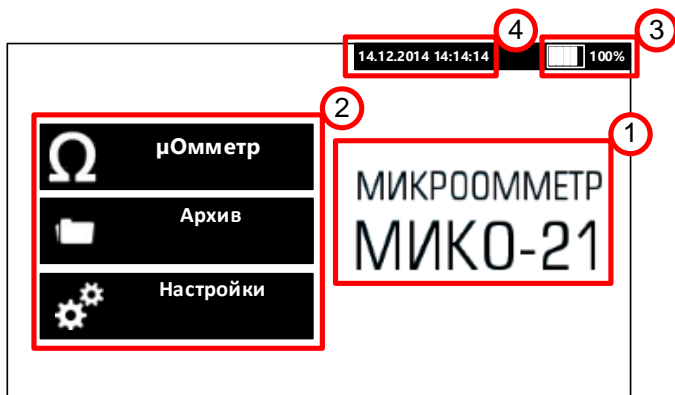 4
3
14.12.2014 14:14:14
100%
2
1
Ω
µОмметр
Архив
Настройки
МИКРООММЕТР
МИКО-21